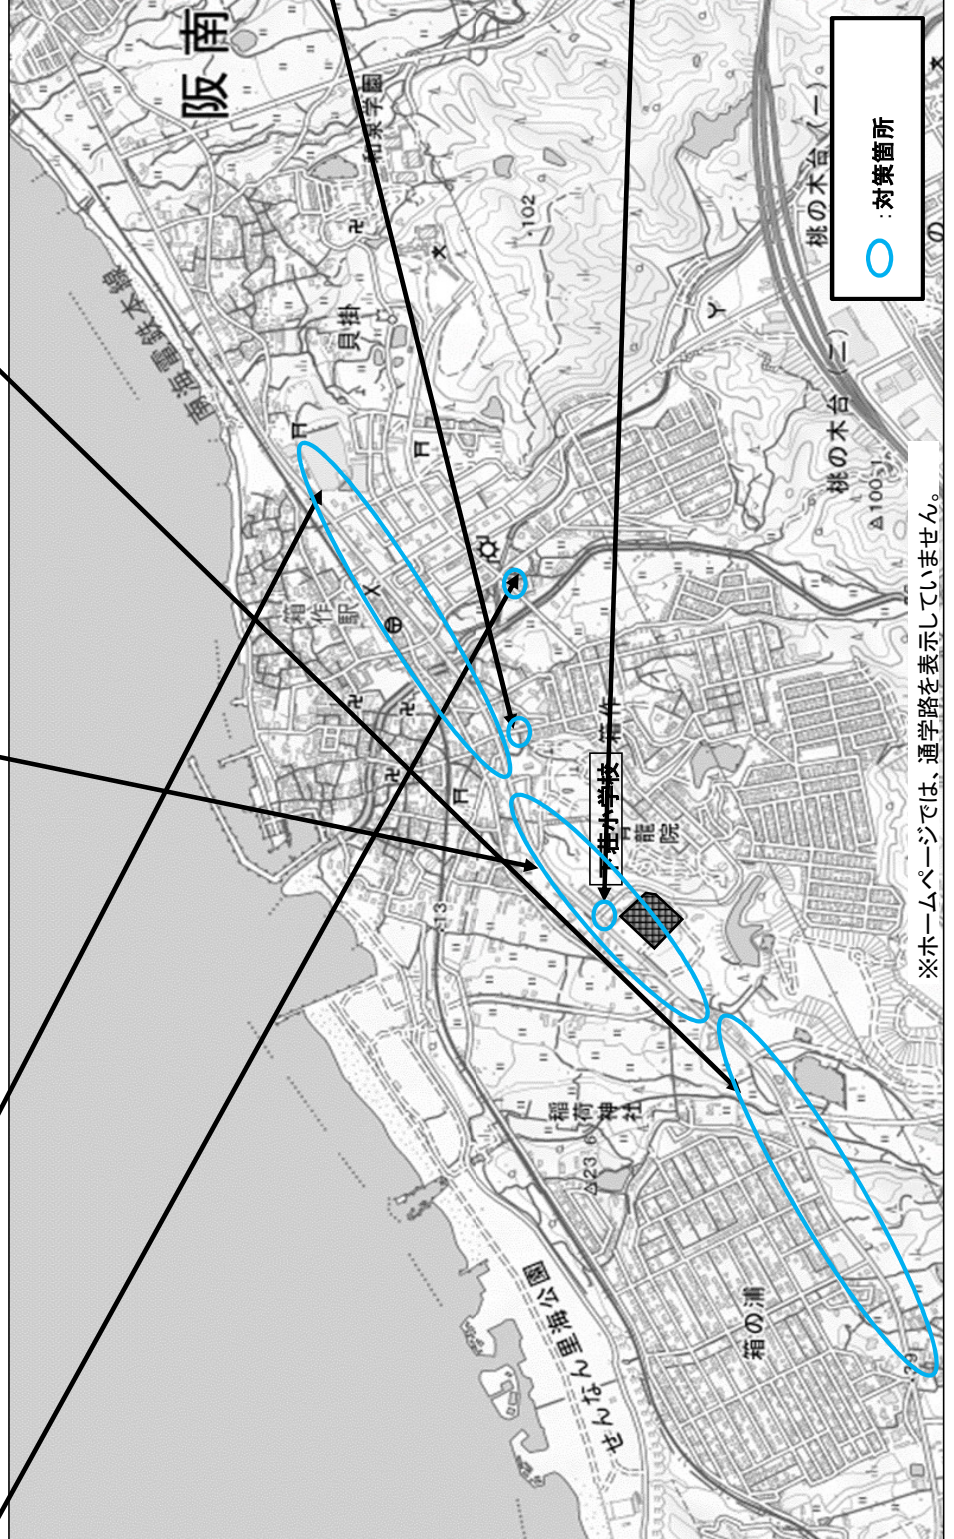 阪南
南海電鉄本線
和泉学園
貝掛
・102
桃の木台（一）
：対策箇所
桃の木台（二）
△100
箱作駅
箱作
下荘小学校
龍院
・13
稲荷神社
△23
箱の浦
せんなん里海公園
39
の
※ホームページでは、通学路を表示していません。